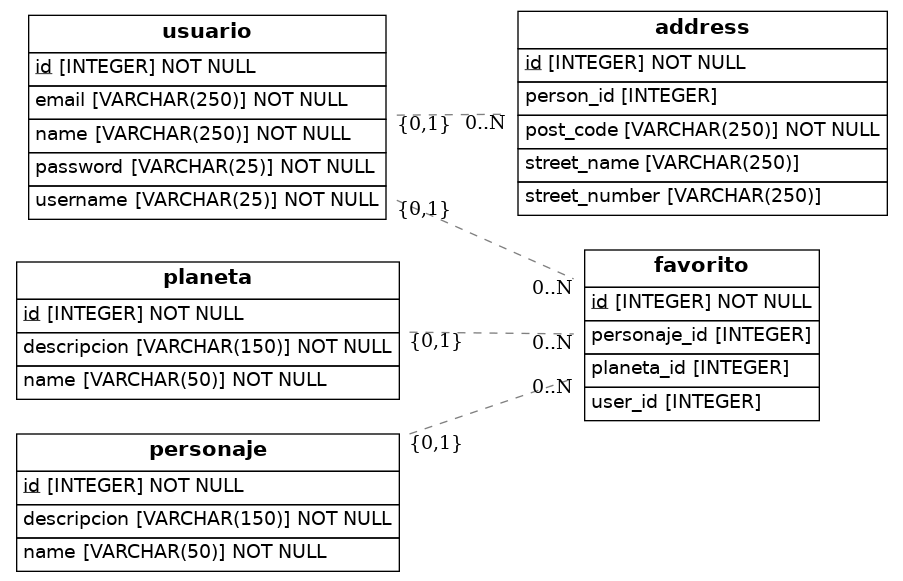 usuario
id [INTEGER] NOT NULL
email [VARCHAR(250)] NOT NULL
name [VARCHAR(250)] NOT NULL
password [VARCHAR(25)] NOT NULL
username [VARCHAR(25)] NOT NULL
address
id [INTEGER] NOT NULL
person_id [INTEGER]
post_code [VARCHAR(250)] NOT NULL
street_name [VARCHAR(250)]
street_number [VARCHAR(250)]
{0,1} 0..N
{0,1}
0..N
planeta
id [INTEGER] NOT NULL
descripcion [VARCHAR(150)] NOT NULL
name [VARCHAR(50)] NOT NULL
{0,1} 0..N
favorito
id [INTEGER] NOT NULL
personaje_id [INTEGER]
planeta_id [INTEGER]
user_id [INTEGER]
0..N
{0,1}
personaje
id [INTEGER] NOT NULL
descripcion [VARCHAR(150)] NOT NULL
name [VARCHAR(50)] NOT NULL